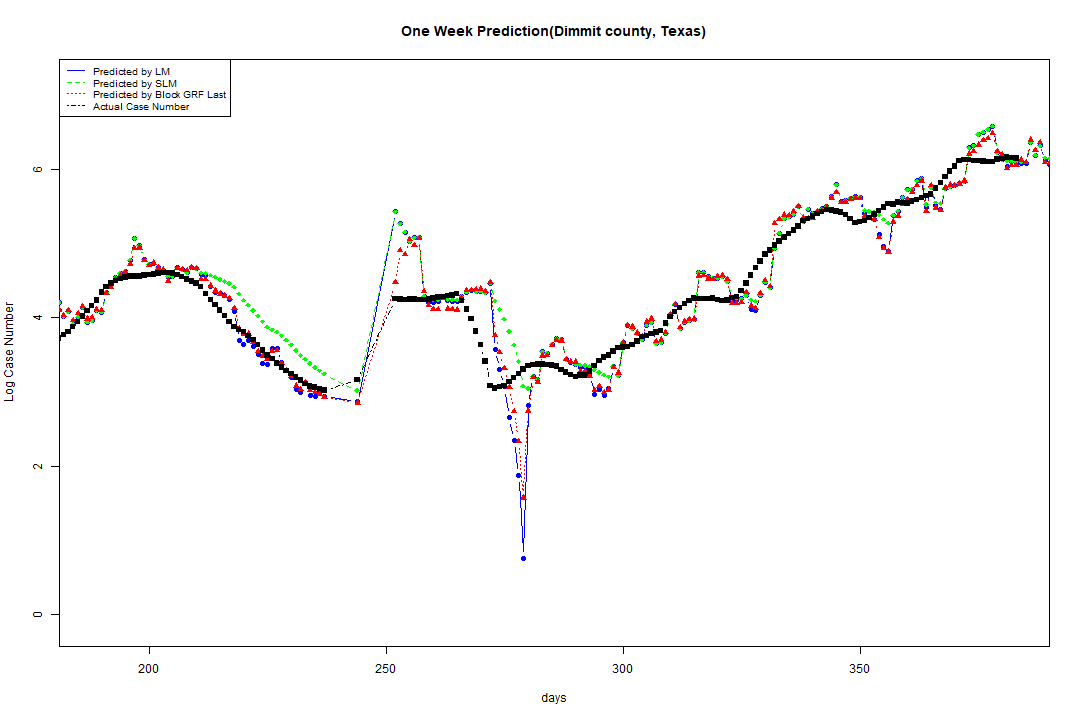 One Week Prediction(Dimmit county, Texas)
Predicted by LM
Predicted by SLM
Predicted by Block GRF Last
Actual Case Number
Log Case Number
6
4
2
0
200 250 300 350
days